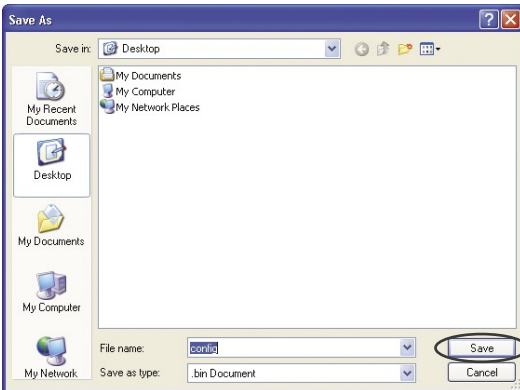 Save As
Save in:
Desktop
My Recent
Documents
Desktop
My Documents
My Computer
My Network
My Documents
My Computer
My Network Places
File name:
config
Save
Save as type:
.bin Document
Cancel